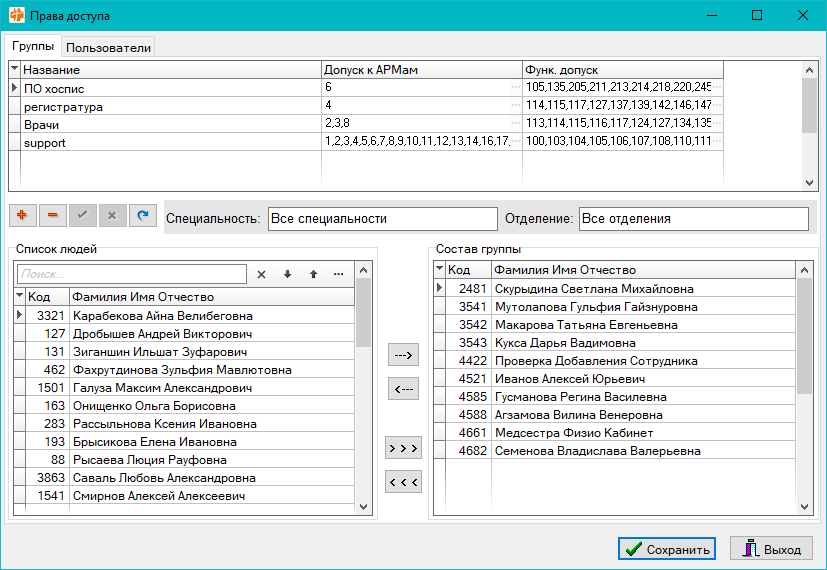 Права доступа
Группы Пользователи
Название Допуск к АРМам Функ. допуск
ПО хоспис 6 ... 105,135,205,211,213,214,218,220,245 ...
регистратура 4 ... 114,115,117,127,137,139,142,146,147 ...
Врачи 2,3,8 ... 113,114,115,116,117,124,127,134,135 ...
support 1,2,3,4,5,6,7,8,9,10,11,12,13,14,16,17, ... 100,103,104,105,106,107,108,110,111 ...
Специальность: Все специальности Отделение: Все отделения
Список людей
Поиск...
Код Фамилия Имя Отчество
3321 Карабекова Айна Велибеговна
127 Дробышев Андрей Викторович
131 Зиганшин Ильшат Зуфарович
462 Фахрутдинова Зульфия Мавлютовна
1501 Галуза Максим Александрович
163 Онищенко Ольга Борисовна
283 Рассыльнова Ксения Ивановна
193 Брысикова Елена Ивановна
88 Рысаева Люция Рауфовна
3863 Саваль Любовь Александровна
1541 Смирнов Алексей Алексеевич
--->
<---
> > >
< < <
Состав группы
Код Фамилия Имя Отчество
2481 Скурыдина Светлана Михайловна
3541 Мутолапова Гульфия Гайзнуровна
3542 Макарова Татьяна Евгеньевна
3543 Кукса Дарья Вадимовна
4422 Проверка Добавления Сотрудника
4521 Иванов Алексей Юрьевич
4585 Гусманова Регина Василевна
4588 Агзамова Вилина Венеровна
4661 Медсестра Физио Кабинет
4682 Семенова Владислава Валерьевна
Сохранить Выход